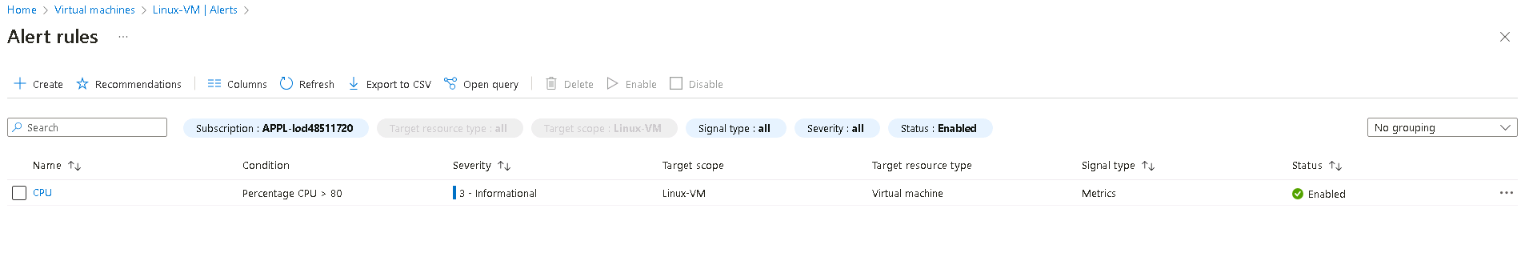 Home > Virtual machines > Linux-VM | Alerts >
Alert rules ...
Create Recommendations Columns Refresh Export to CSV Open query Delete Enable Disable
Search Subscription : APPL-lod48511720 Target resource type : all Target scope : Linux-VM Signal type : all Severity : all Status : Enabled No grouping
Name ↑↓ Condition Severity ↑↓ Target scope Target resource type Signal type ↑↓ Status ↑↓
CPU Percentage CPU > 80 3 - Informational Linux-VM Virtual machine Metrics Enabled ...